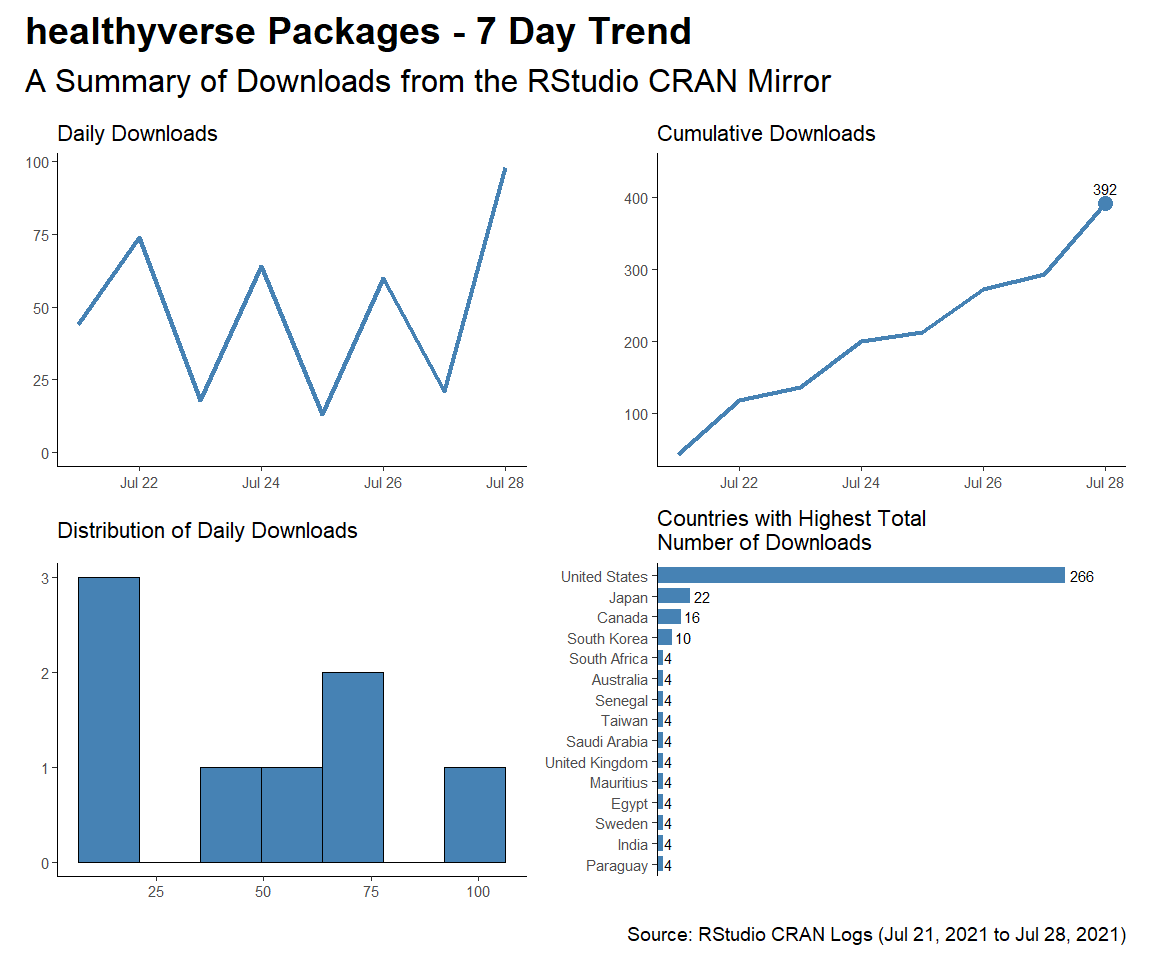 healthyverse Packages - 7 Day Trend
A Summary of Downloads from the RStudio CRAN Mirror
Daily Downloads
100
75
50
25
0
Jul 22 Jul 24 Jul 26 Jul 28
Cumulative Downloads
392
400
300
200
100
Jul 22 Jul 24 Jul 26 Jul 28
Distribution of Daily Downloads
3
2
1
0
25 50 75 100
Countries with Highest Total
Number of Downloads
United States 266
Japan 22
Canada 16
South Korea 10
South Africa 4
Australia 4
Senegal 4
Taiwan 4
Saudi Arabia 4
United Kingdom 4
Mauritius 4
Egypt 4
Sweden 4
India 4
Paraguay 4
Source: RStudio CRAN Logs (Jul 21, 2021 to Jul 28, 2021)